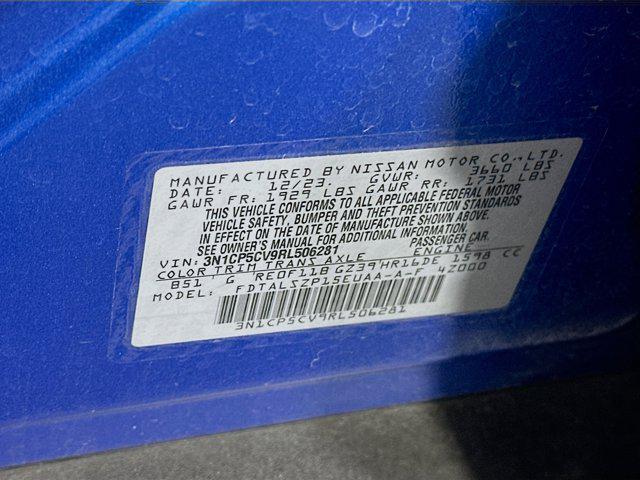 MANUFACTURED BY NISSAN MOTOR CO., LTD.
DATE: 12/23. GVWR: 3660 LBS
GAWR FR: 1929 LBS GAWR RR: 1731 LBS
THIS VEHICLE CONFORMS TO ALL APPLICABLE FEDERAL MOTOR
VEHICLE SAFETY, BUMPER AND THEFT PREVENTION STANDARDS
IN EFFECT ON THE DATE OF MANUFACTURE SHOWN ABOVE.
SEE OWNER'S MANUAL FOR ADDITIONAL INFORMATION.
VIN: 3N1CP5CV9RL506281 PASSENGER CAR.
COLOR TRIM TRANS AXLE ENGINE
B51 G RE0F11B GZ39 HR16DE 1598 CC
MODEL: FDTALSZP15EUAA-A-F 4Z000
3N1CP5CV9RL506281